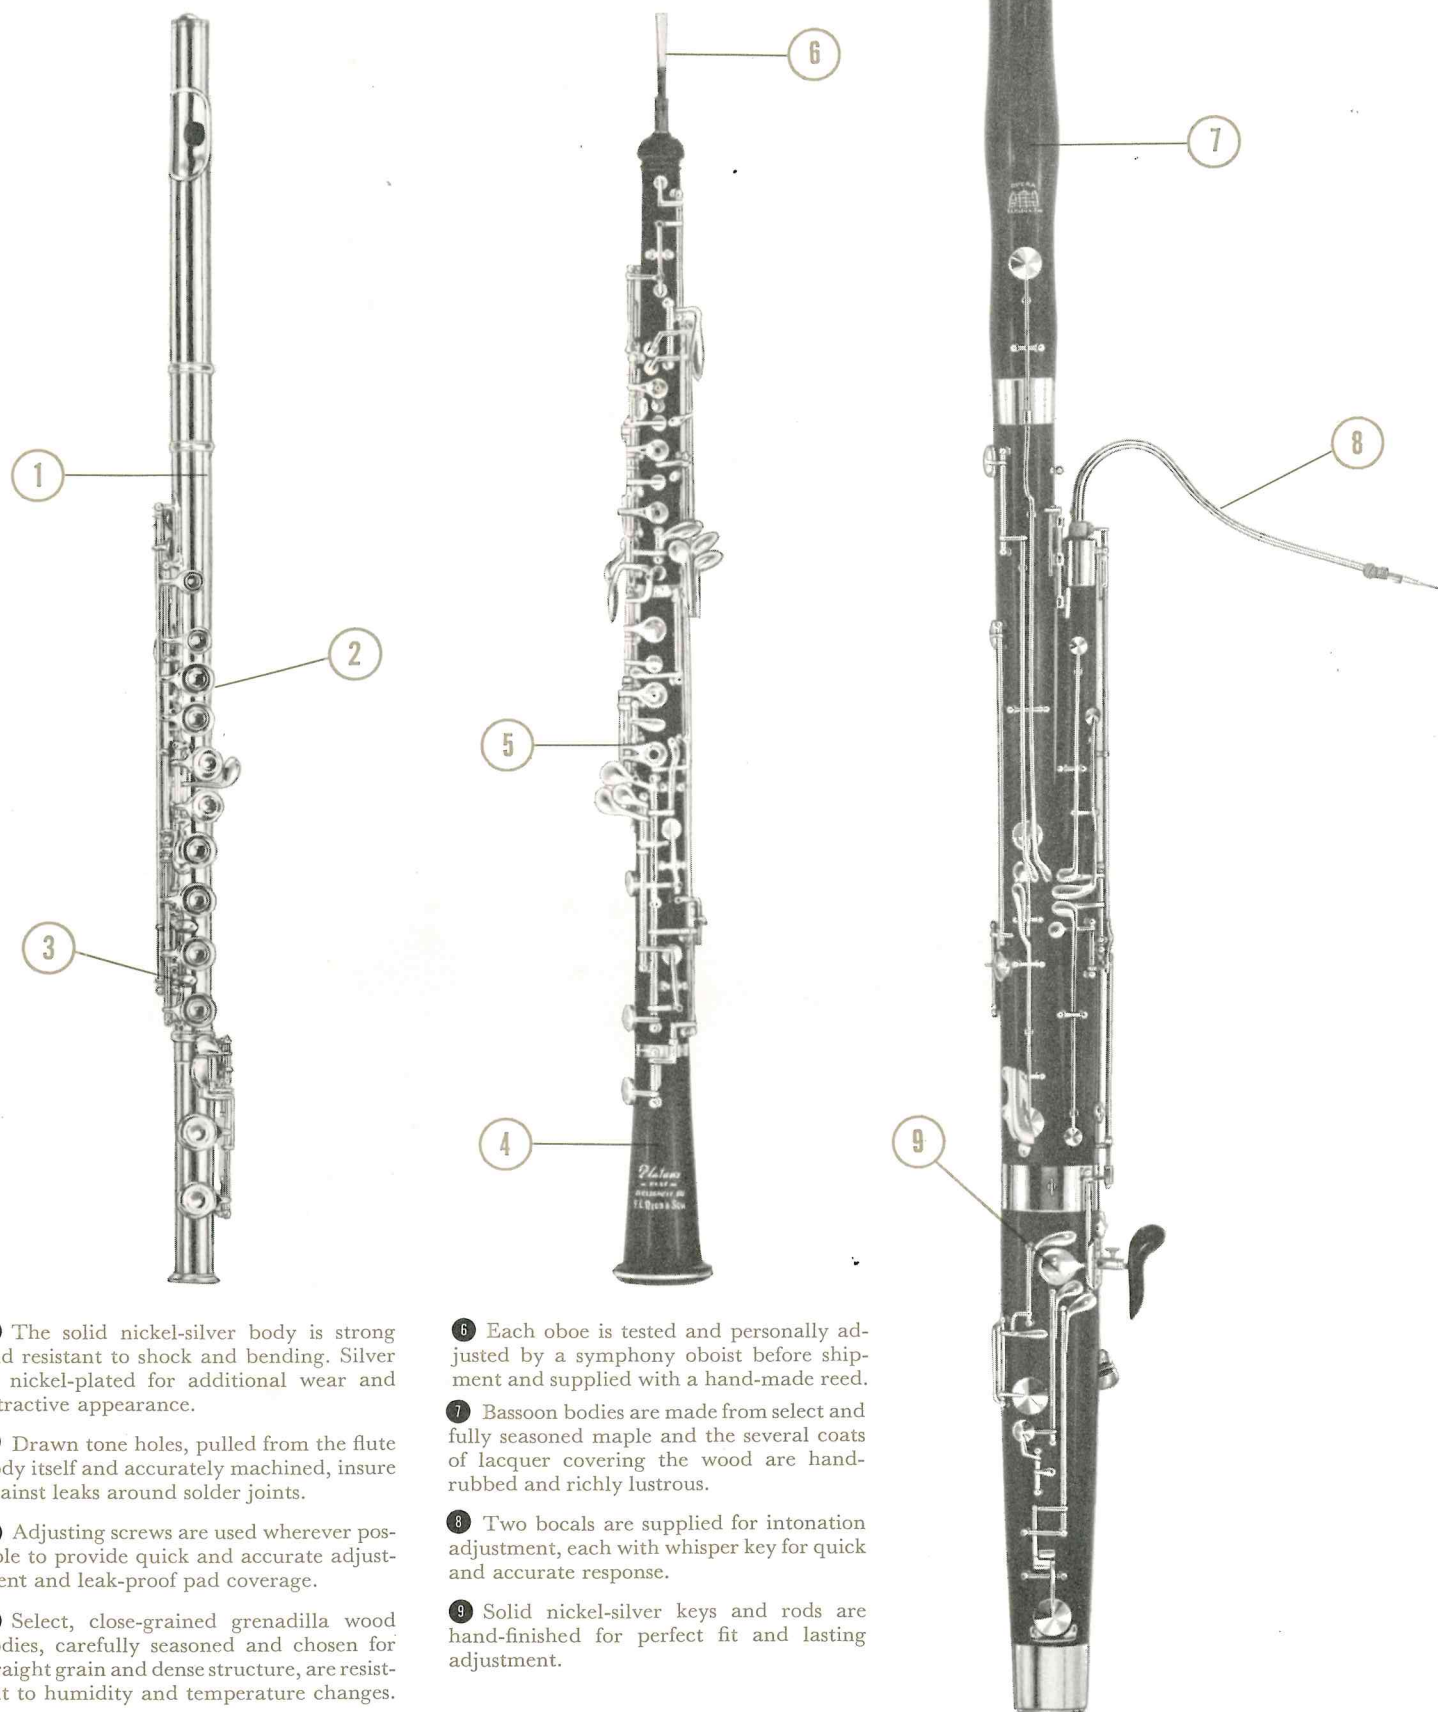 6
7
8
1
2
5
3
4
9
OPERA
The solid nickel-silver body is strong
d resistant to shock and bending. Silver
nickel-plated for additional wear and
tractive appearance.
Drawn tone holes, pulled from the flute
ody itself and accurately machined, insure
ainst leaks around solder joints.
Adjusting screws are used wherever pos-
ble to provide quick and accurate adjust-
ent and leak-proof pad coverage.
Select, close-grained grenadilla wood
odies, carefully seasoned and chosen for
raight grain and dense structure, are resist-
t to humidity and temperature changes.
6 Each oboe is tested and personally ad-
justed by a symphony oboist before ship-
ment and supplied with a hand-made reed.
7 Bassoon bodies are made from select and
fully seasoned maple and the several coats
of lacquer covering the wood are hand-
rubbed and richly lustrous.
8 Two bocals are supplied for intonation
adjustment, each with whisper key for quick
and accurate response.
9 Solid nickel-silver keys and rods are
hand-finished for perfect fit and lasting
adjustment.